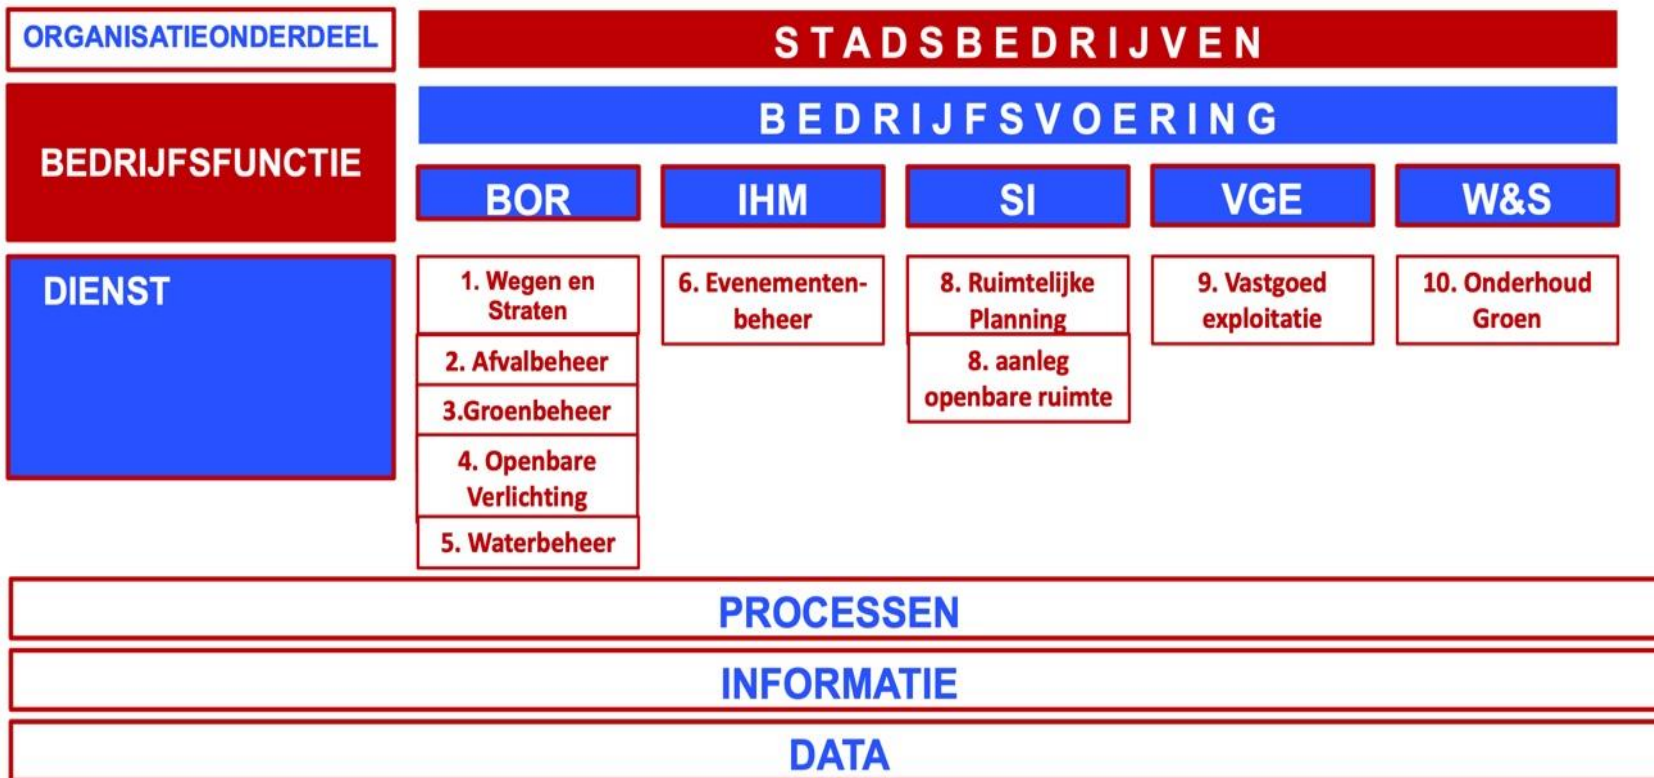 ORGANISATIEONDERDEEL
STADSBEDRIJVEN
BEDRIJFSFUNCTIE
BEDRIJFSVOERING
BOR
IHM
SI
VGE
W&S
DIENST
1. Wegen en
Straten
2. Afvalbeheer
3.Groenbeheer
4. Openbare
Verlichting
5. Waterbeheer
6. Evenementen-
beheer
8. Ruimtelijke
Planning
8. aanleg
openbare ruimte
9. Vastgoed
exploitatie
10. Onderhoud
Groen
PROCESSEN
INFORMATIE
DATA